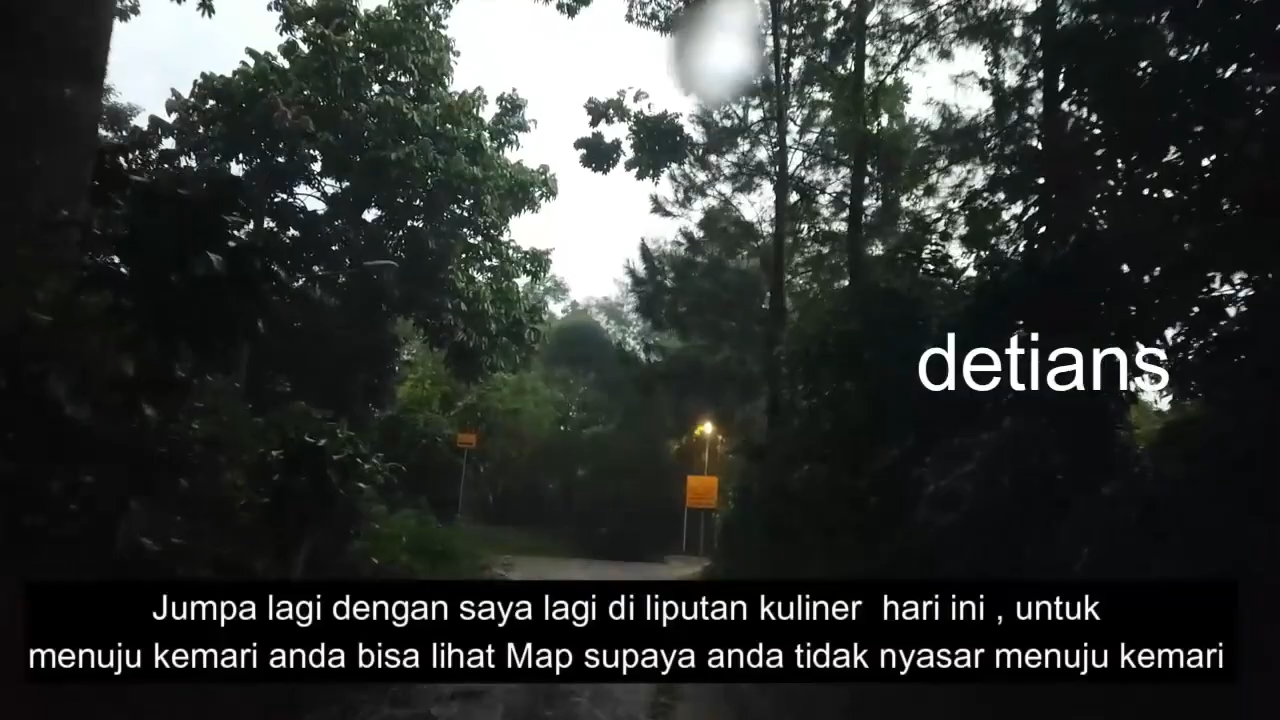 detians
Jumpa lagi dengan saya lagi di liputan kuliner  hari ini , untuk
menuju kemari anda bisa lihat Map supaya anda tidak nyasar menuju kemari